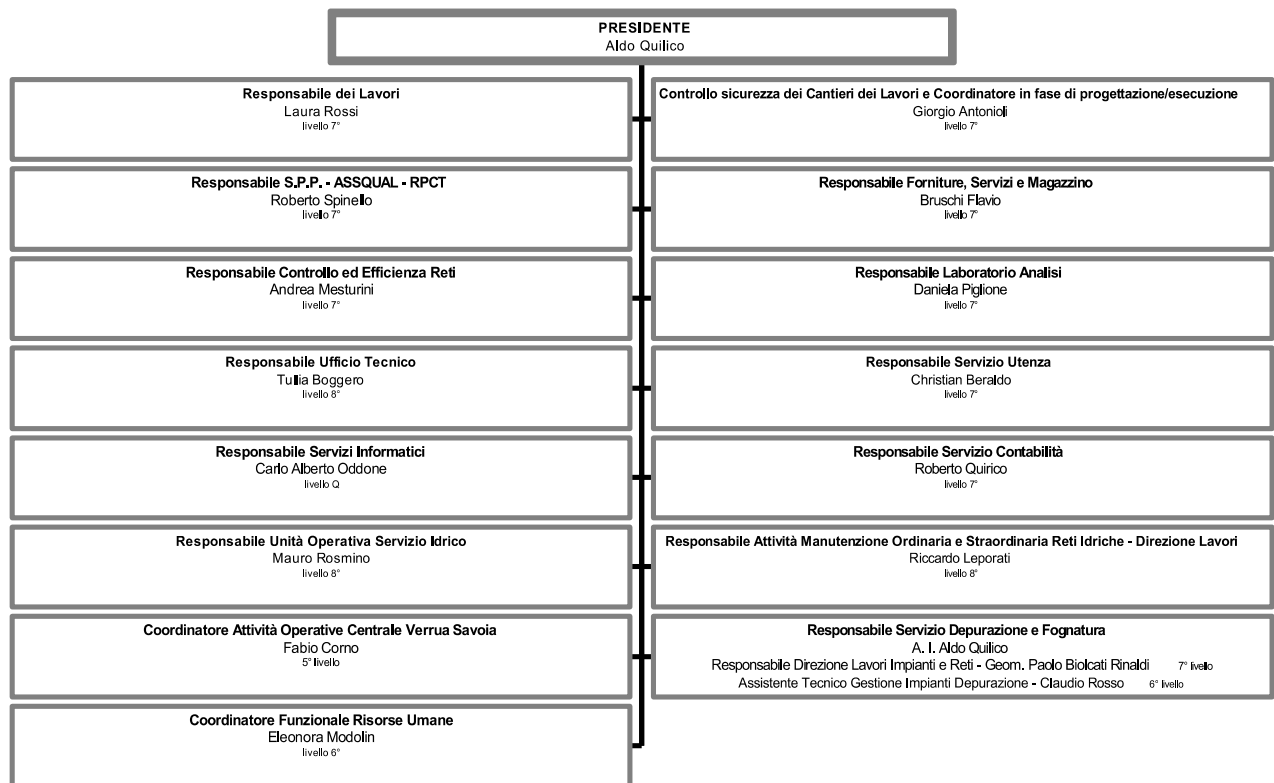 PRESIDENTE
Aldo Quilico
Responsabile dei Lavori
Laura Rossi
livello 7°
Controllo sicurezza dei Cantieri dei Lavori e Coordinatore in fase di progettazione/esecuzione
Giorgio Antonioli
livello 7°
Responsabile S.P.P. - ASSQUAL - RPCT
Roberto Spinello
livello 7°
Responsabile Forniture, Servizi e Magazzino
Bruschi Flavio
livello 7°
Responsabile Controllo ed Efficienza Reti
Andrea Mesturini
livello 7°
Responsabile Laboratorio Analisi
Daniela Piglione
livello 7°
Responsabile Ufficio Tecnico
Tullia Boggero
livello 8°
Responsabile Servizio Utenza
Christian Beraldo
livello 7°
Responsabile Servizi Informatici
Carlo Alberto Oddone
livello Q
Responsabile Servizio Contabilità
Roberto Quirico
livello 7°
Responsabile Unità Operativa Servizio Idrico
Mauro Rosmino
livello 8°
Responsabile Attività Manutenzione Ordinaria e Straordinaria Reti Idriche - Direzione Lavori
Riccardo Leporati
livello 8°
Coordinatore Attività Operative Centrale Verrua Savoia
Fabio Corno
5° livello
Responsabile Servizio Depurazione e Fognatura
A. I. Aldo Quilico
Responsabile Direzione Lavori Impianti e Reti - Geom. Paolo Biolcati Rinaldi 7° livello
Assistente Tecnico Gestione Impianti Depurazione - Claudio Rosso 6° livello
Coordinatore Funzionale Risorse Umane
Eleonora Modolin
livello 6°